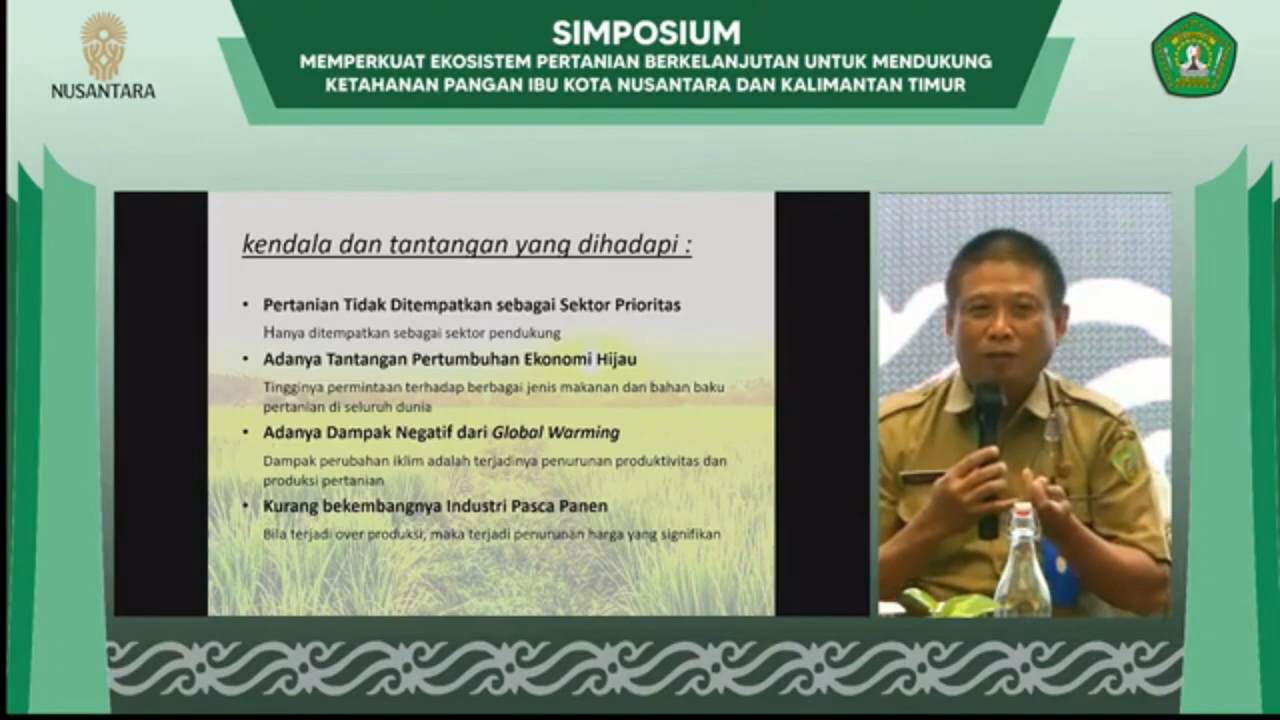 NUSANTARA
SIMPOSIUM
MEMPERKUAT EKOSISTEM PERTANIAN BERKELANJUTAN UNTUK MENDUKUNG
KETAHANAN PANGAN IBU KOTA NUSANTARA DAN KALIMANTAN TIMUR
kendala dan tantangan yang dihadapi :
• Pertanian Tidak Ditempatkan sebagai Sektor Prioritas
Hanya ditempatkan sebagai sektor pendukung
• Adanya Tantangan Pertumbuhan Ekonomi Hijau
Tingginya permintaan terhadap berbagai jenis makanan dan bahan baku
pertanian di seluruh dunia
• Adanya Dampak Negatif dari Global Warming
Dampak perubahan iklim adalah terjadinya penurunan produktivitas dan
produksi pertanian
• Kurang bekembangnya Industri Pasca Panen
Bila terjadi over produksi, maka terjadi penurunan harga yang signifikan